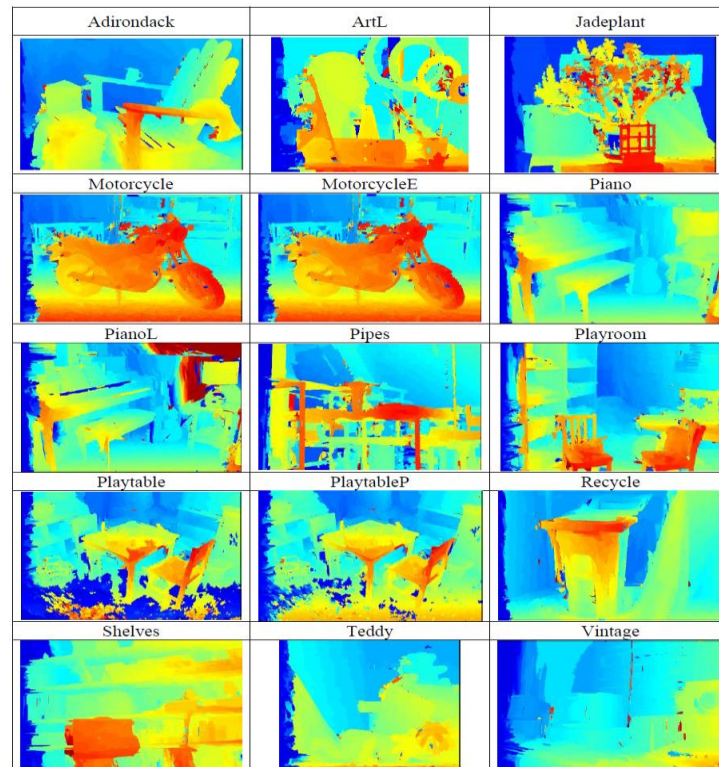 Adirondack ArtL Jadeplant
Motorcycle MotorcycleE Piano
PianoL Pipes Playroom
Playtable PlaytableP Recycle
Shelves Teddy Vintage